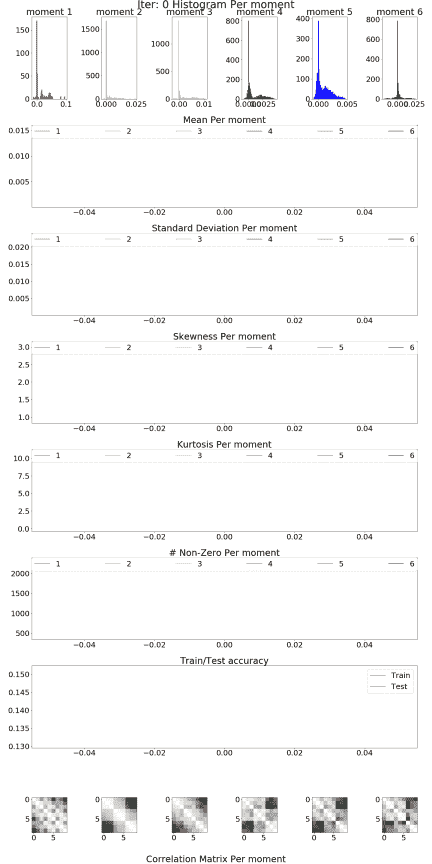 Iter: 0 Histogram Per moment
moment 1 moment 2 moment 3 moment 4 moment 5 moment 6
150
100
50
0
0.0 0.1
1500
1000
500
0
0.000 0.025
1000
500
0
0.00 0.01
800
600
400
200
0
0.000 0.025
400
300
200
100
0
0.000 0.005
800
600
400
200
0
0.000 0.025
Mean Per moment
1 2 3 4 5 6
0.015
0.010
0.005
−0.04 −0.02 0.00 0.02 0.04
Standard Deviation Per moment
1 2 3 4 5 6
0.020
0.015
0.010
0.005
−0.04 −0.02 0.00 0.02 0.04
Skewness Per moment
1 2 3 4 5 6
3.0
2.5
2.0
1.5
1.0
−0.04 −0.02 0.00 0.02 0.04
Kurtosis Per moment
1 2 3 4 5 6
10.0
7.5
5.0
2.5
0.0
−0.04 −0.02 0.00 0.02 0.04
# Non-Zero Per moment
1 2 3 4 5 6
2000
1500
1000
500
−0.04 −0.02 0.00 0.02 0.04
Train/Test accuracy
Train
Test
0.150
0.145
0.140
0.135
0.130
−0.04 −0.02 0.00 0.02 0.04
0 0 0 0 0 0
5 5 5 5 5 5
0 5 0 5 0 5 0 5 0 5 0 5
Correlation Matrix Per moment